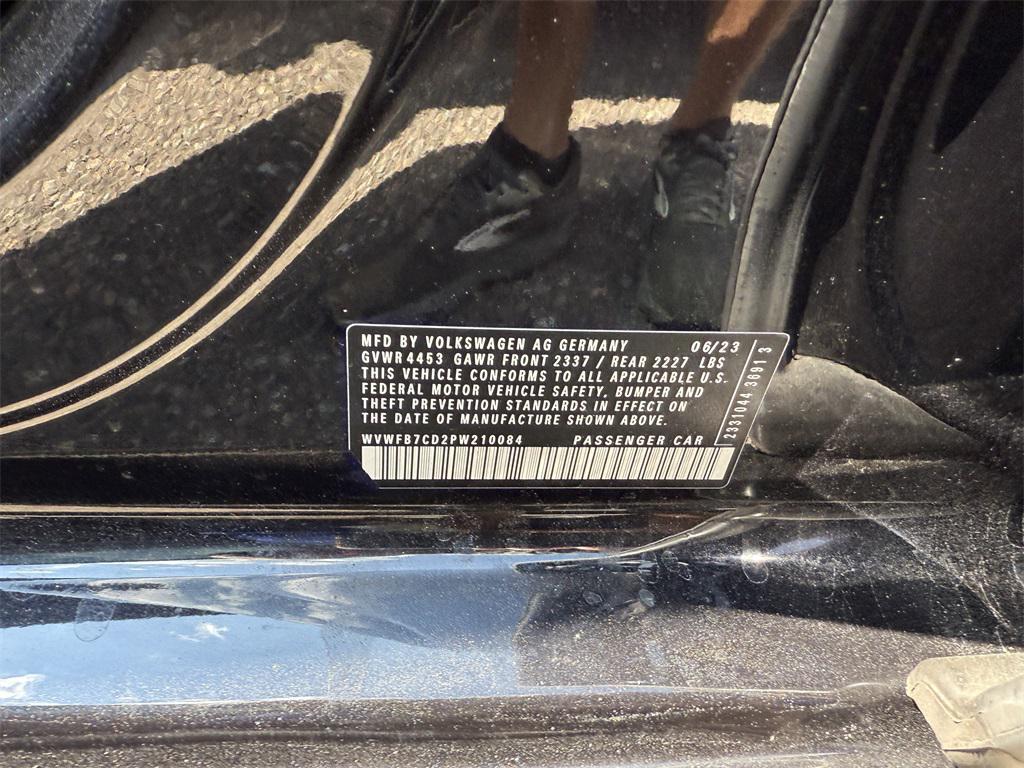 MFD BY VOLKSWAGEN AG GERMANY 06/23
GVWR 4453 GAWR FRONT 2337 / REAR 2227 LBS
THIS VEHICLE CONFORMS TO ALL APPLICABLE U.S.
FEDERAL MOTOR VEHICLE SAFETY, BUMPER AND
THEFT PREVENTION STANDARDS IN EFFECT ON
THE DATE OF MANUFACTURE SHOWN ABOVE.
WVWFB7CD2PW210084 PASSENGER CAR
2331044 3691 3